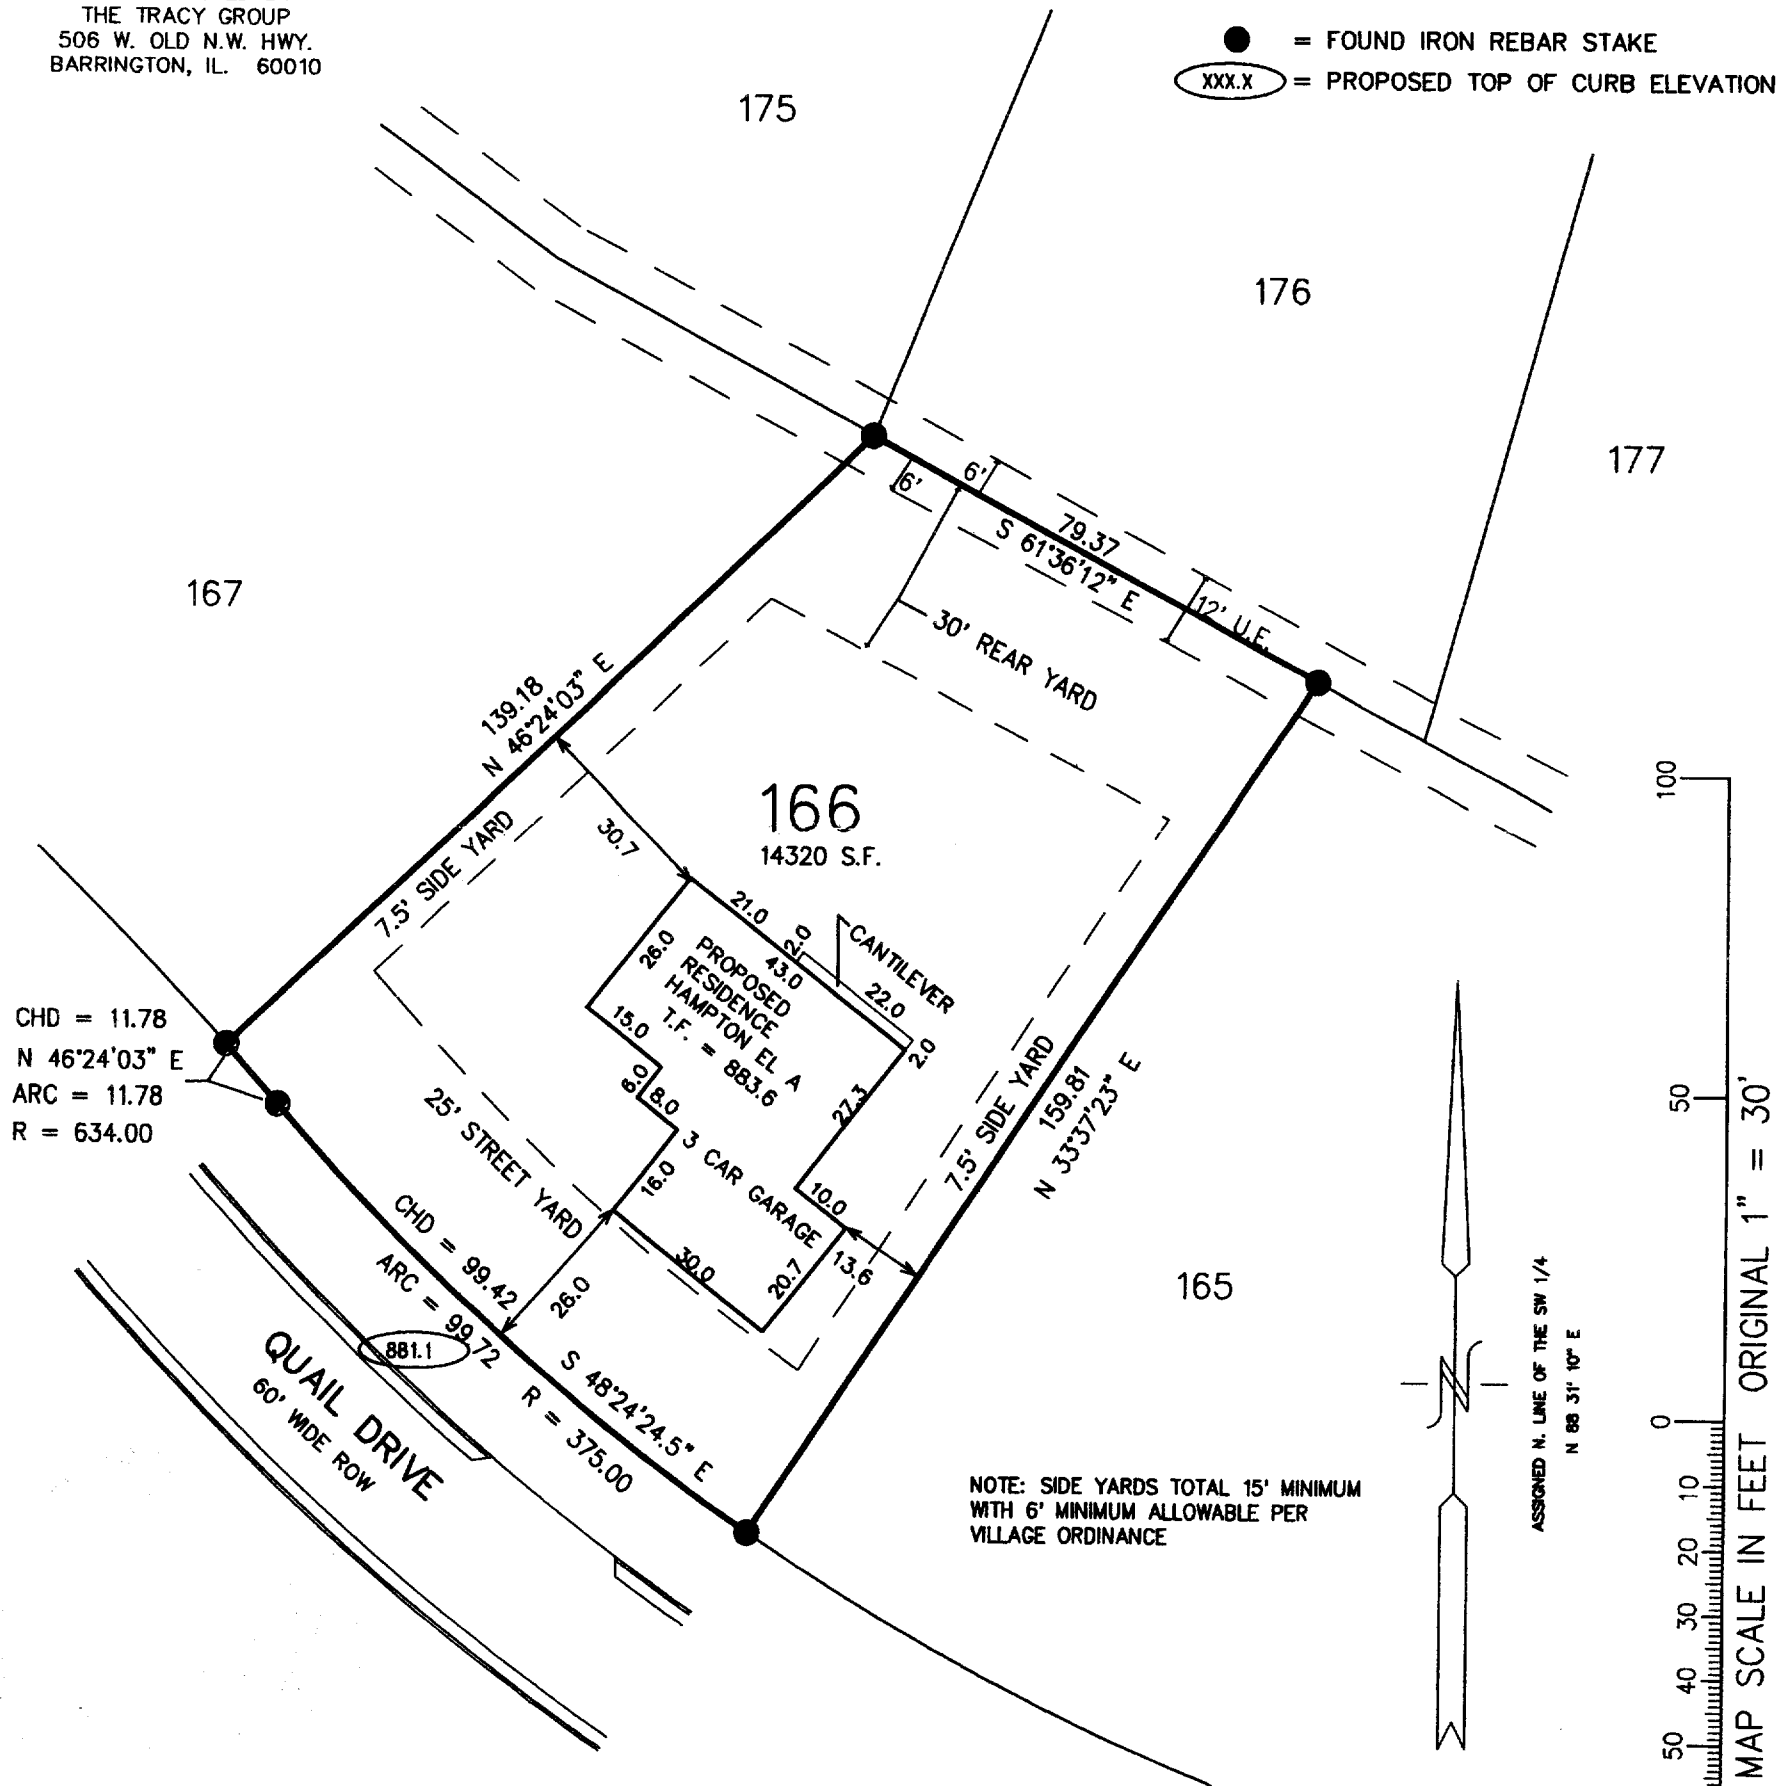 THE TRACY GROUP
506 W. OLD N.W. HWY.
BARRINGTON, IL. 60010
= FOUND IRON REBAR STAKE
XXX.X = PROPOSED TOP OF CURB ELEVATION
175
176
177
167
6'
6'
79.37
S 61°36'12" E
12' U.E.
30' REAR YARD
139.18
N 46°24'03" E
7.5' SIDE YARD
166
14320 S.F.
30.7
21.0
2.0
CANTILEVER
43.0
22.0
2.0
26.0
PROPOSED
RESIDENCE
HAMPTON EL A
T.F. = 883.6
15.0
6.0
8.0
27.3
3 CAR GARAGE
16.0
10.0
13.6
20.7
30.0
26.0
7.5' SIDE YARD
159.81
N 33°37'23" E
25' STREET YARD
CHD = 11.78
N 46°24'03" E
ARC = 11.78
R = 634.00
CHD = 99.42
S 48°24'24.5" E
ARC = 99.72
R = 375.00
881.1
QUAIL DRIVE
60' WIDE ROW
165
NOTE: SIDE YARDS TOTAL 15' MINIMUM
WITH 6' MINIMUM ALLOWABLE PER
VILLAGE ORDINANCE
N
ASSIGNED N. LINE OF THE SW 1/4
N 88 31' 10" E
100
50
0
10
20
30
40
50
MAP SCALE IN FEET ORIGINAL 1" = 30'